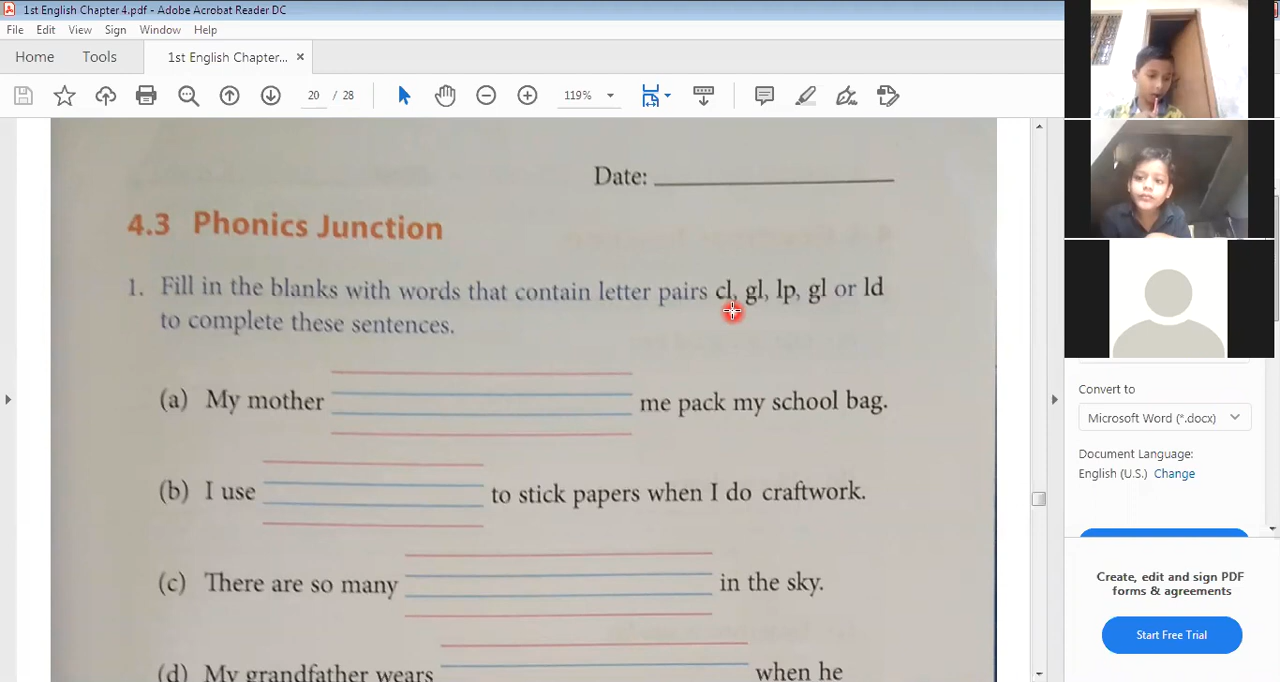 1st English Chapter 4.pdf - Adobe Acrobat Reader DC
File Edit View Sign Window Help
Home Tools 1st English Chapter... ×
20 / 28 119%
Date:
4.3 Phonics Junction
1. Fill in the blanks with words that contain letter pairs cl, gl, lp, gl or ld
to complete these sentences.
(a) My mother me pack my school bag.
(b) I use to stick papers when I do craftwork.
(c) There are so many in the sky.
(d) My grandfather wears when he
Convert to
Microsoft Word (*.docx)
Document Language:
English (U.S.) Change
Create, edit and sign PDF
forms & agreements
Start Free Trial